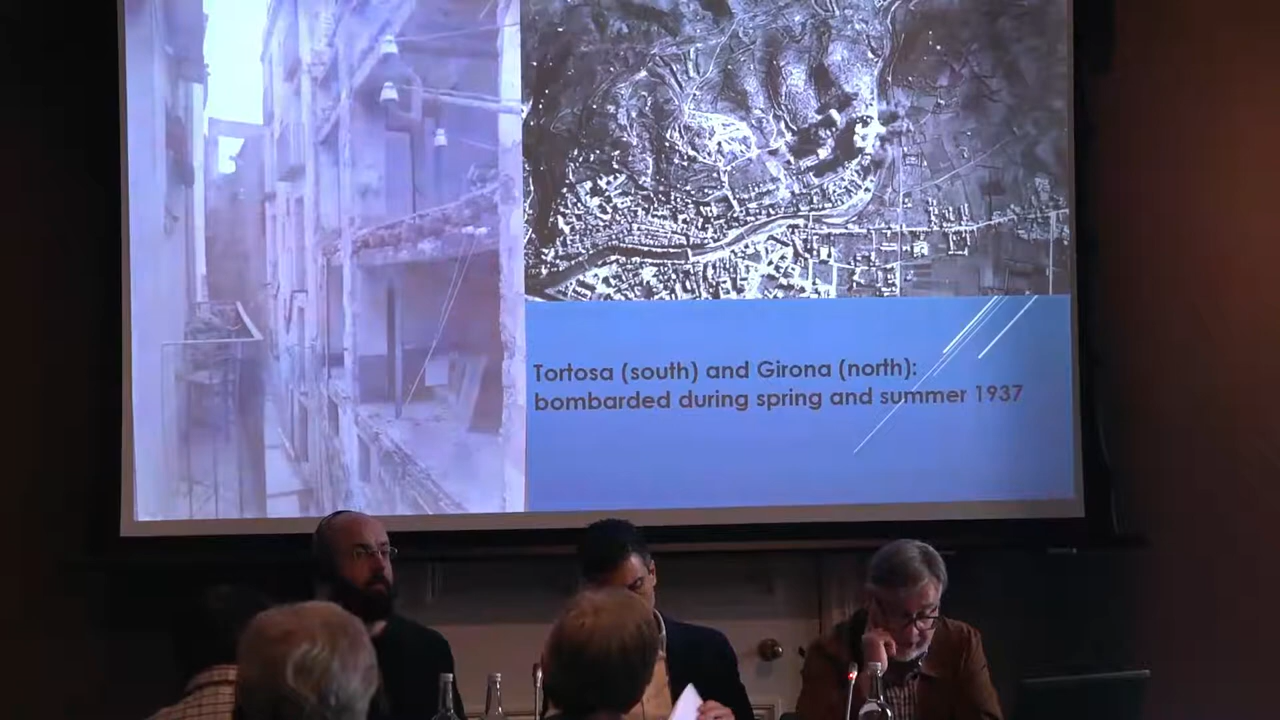 Tortosa (south) and Girona (north):
bombarded during spring and summer 1937